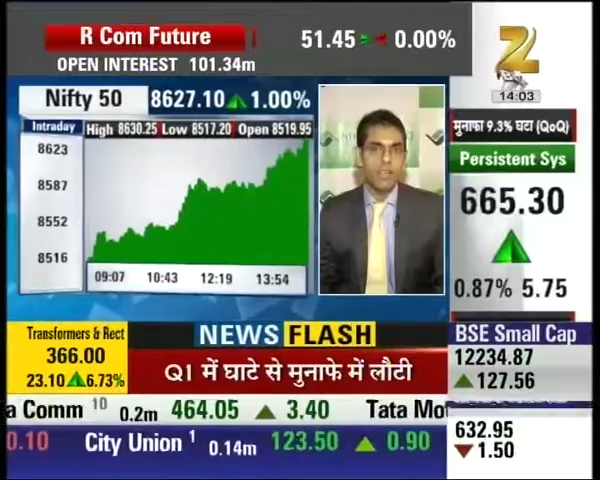 R Com Future 51.45 0.00%
OPEN INTEREST 101.34m
14:03
Nifty 50 8627.10 1.00%
Intraday High 8630.25 Low 8517.20 Open 8519.95
8623
8587
8552
8516
09:07 10:43 12:19 13:54
मुनाफा 9.3% घटा (QoQ)
Persistent Sys
665.30
0.87% 5.75
Transformers & Rect
366.00
23.10 6.73%
NEWS FLASH
Q1 में घाटे से मुनाफे में लौटी
BSE Small Cap
12234.87
127.56
a Comm 10 0.2m 464.05 3.40 Tata Mo
0.10 City Union 1 0.14m 123.50 0.90
632.95
1.50